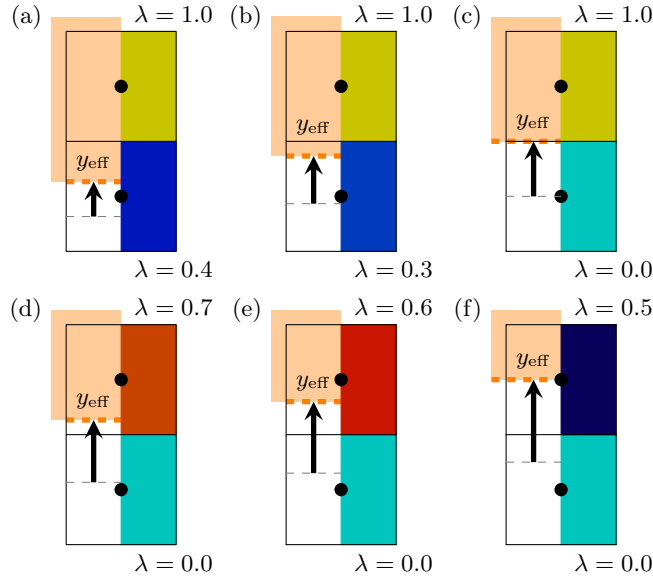 (a) λ = 1.0
y_eff
λ = 0.4
(b) λ = 1.0
y_eff
λ = 0.3
(c) λ = 1.0
y_eff
λ = 0.0
(d) λ = 0.7
y_eff
λ = 0.0
(e) λ = 0.6
y_eff
λ = 0.0
(f) λ = 0.5
y_eff
λ = 0.0